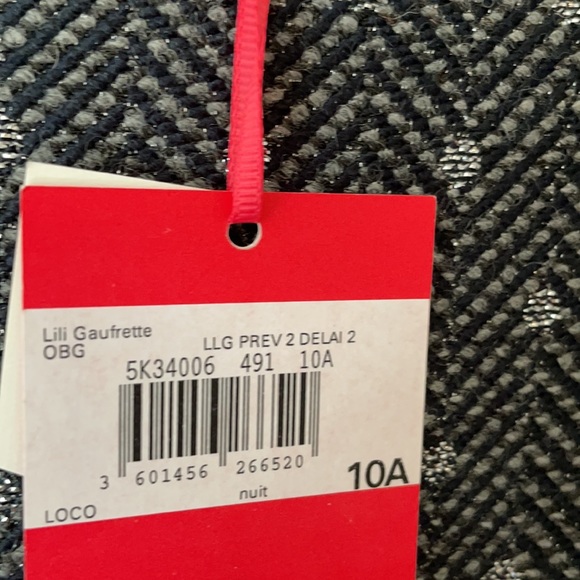 Lili Gaufrette
OBG LLG PREV 2 DELAI 2
5K34006 491 10A
3 601456 266520
10A
nuit
LOCO